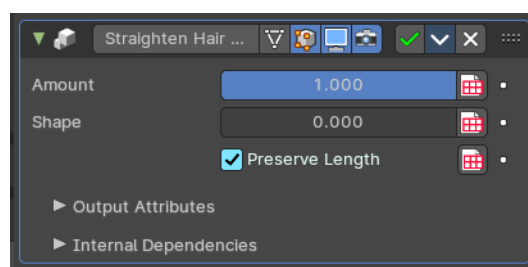 Straighten Hair ...
Amount 1.000
Shape 0.000
Preserve Length
Output Attributes
Internal Dependencies